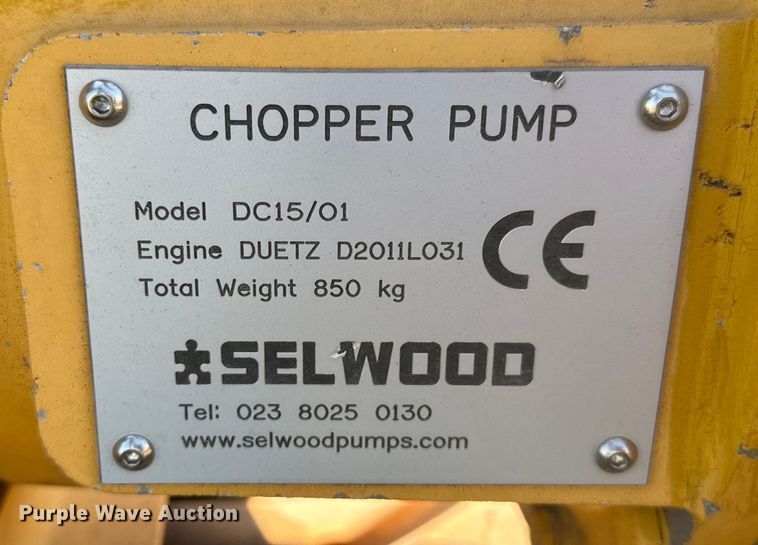 CHOPPER PUMP
Model DC15/01
Engine DUETZ D2011L031
Total Weight 850 kg
CE
SELWOOD
Tel: 023 8025 0130
www.selwoodpumps.com
Purple Wave Auction